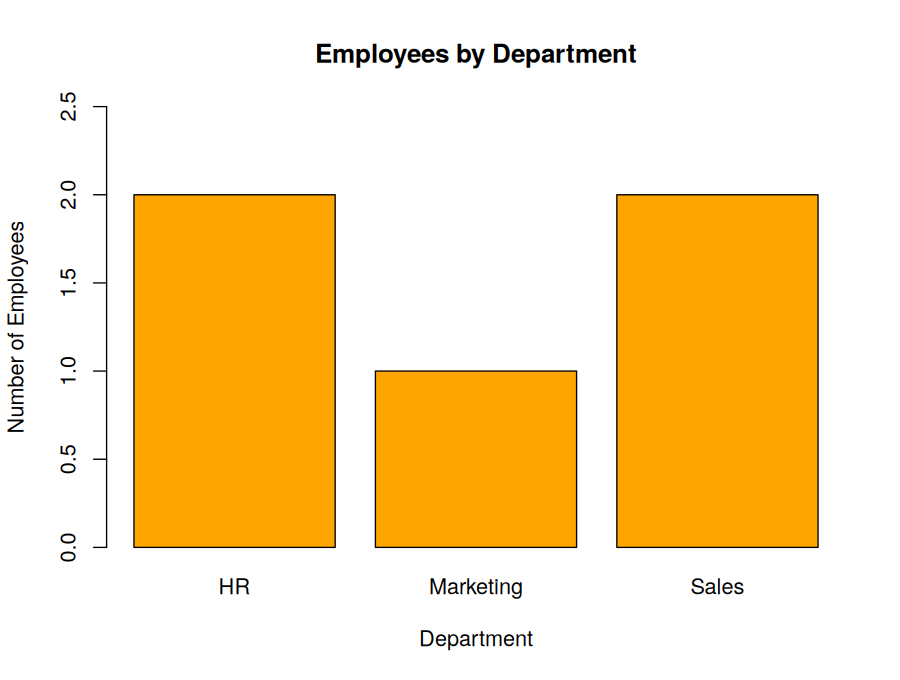 Employees by Department
Number of Employees
2.5
2.0
1.5
1.0
0.5
0.0
HR Marketing Sales
Department